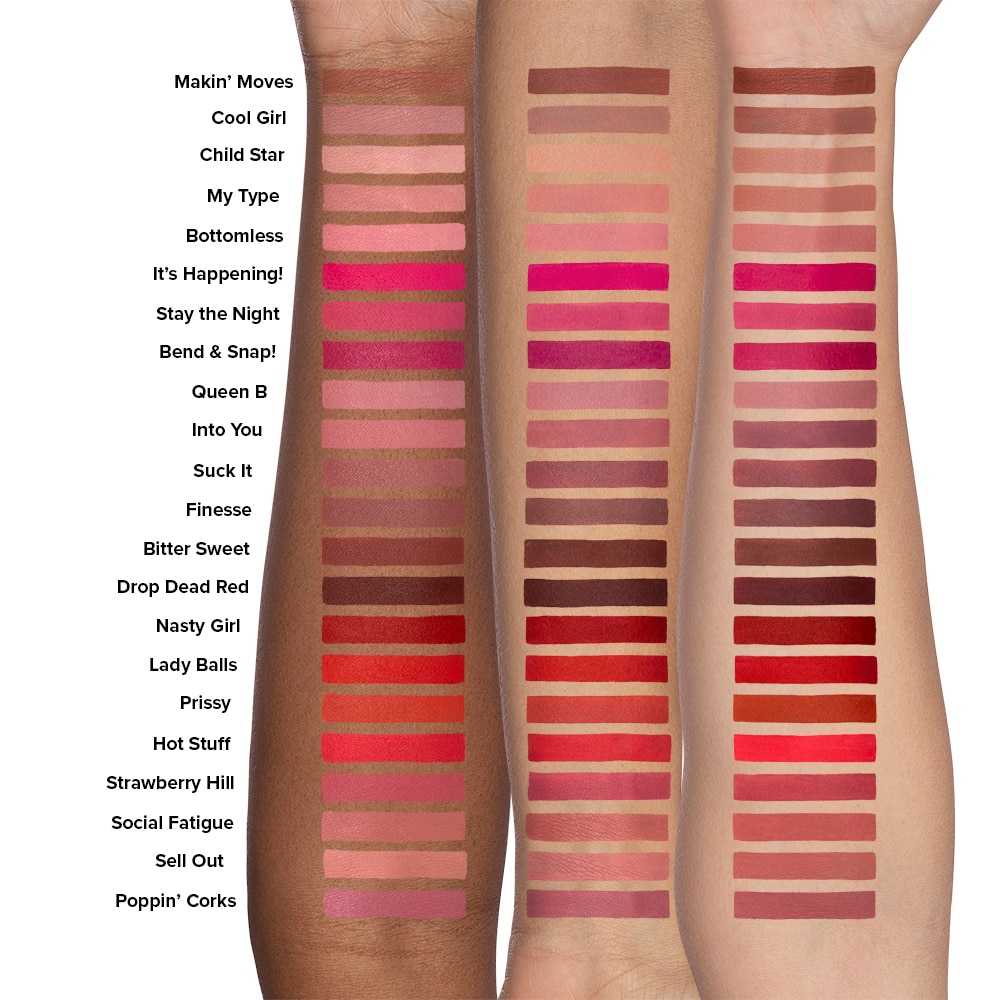 Makin’ Moves
Cool Girl
Child Star
My Type
Bottomless
It’s Happening!
Stay the Night
Bend & Snap!
Queen B
Into You
Suck It
Finesse
Bitter Sweet
Drop Dead Red
Nasty Girl
Lady Balls
Prissy
Hot Stuff
Strawberry Hill
Social Fatigue
Sell Out
Poppin’ Corks